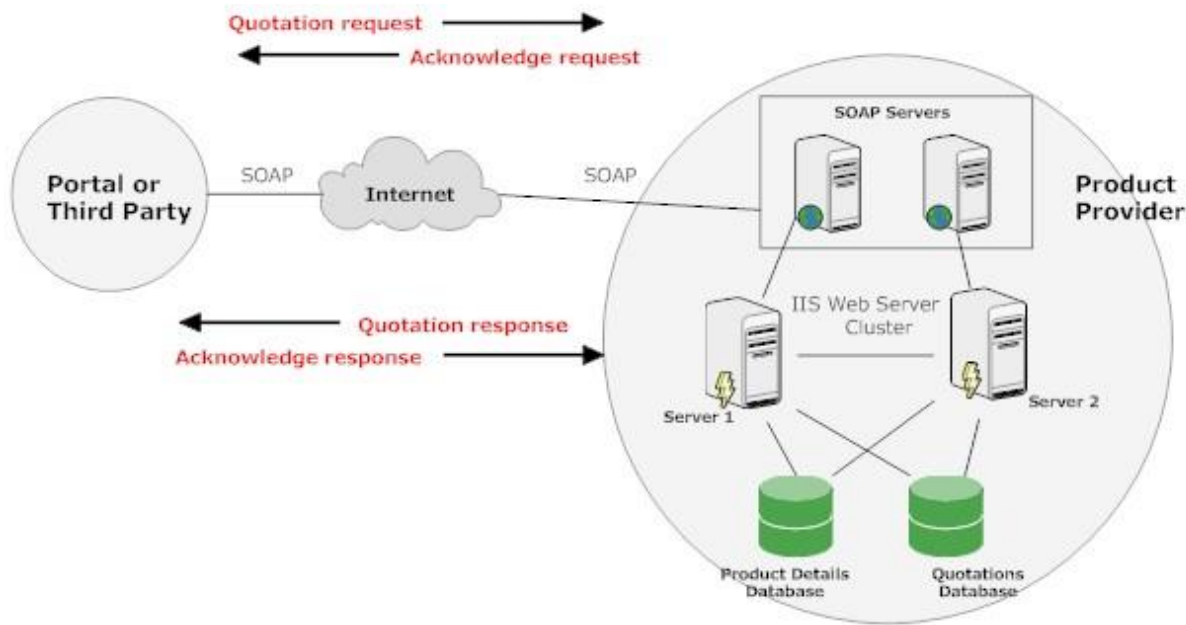 Quotation request
Acknowledge request
SOAP Servers
Portal or
Third Party
SOAP
Internet
SOAP
Product
Provider
IIS Web Server
Cluster
Quotation response
Acknowledge response
Server 1
Server 2
Product Details
Database
Quotations
Database